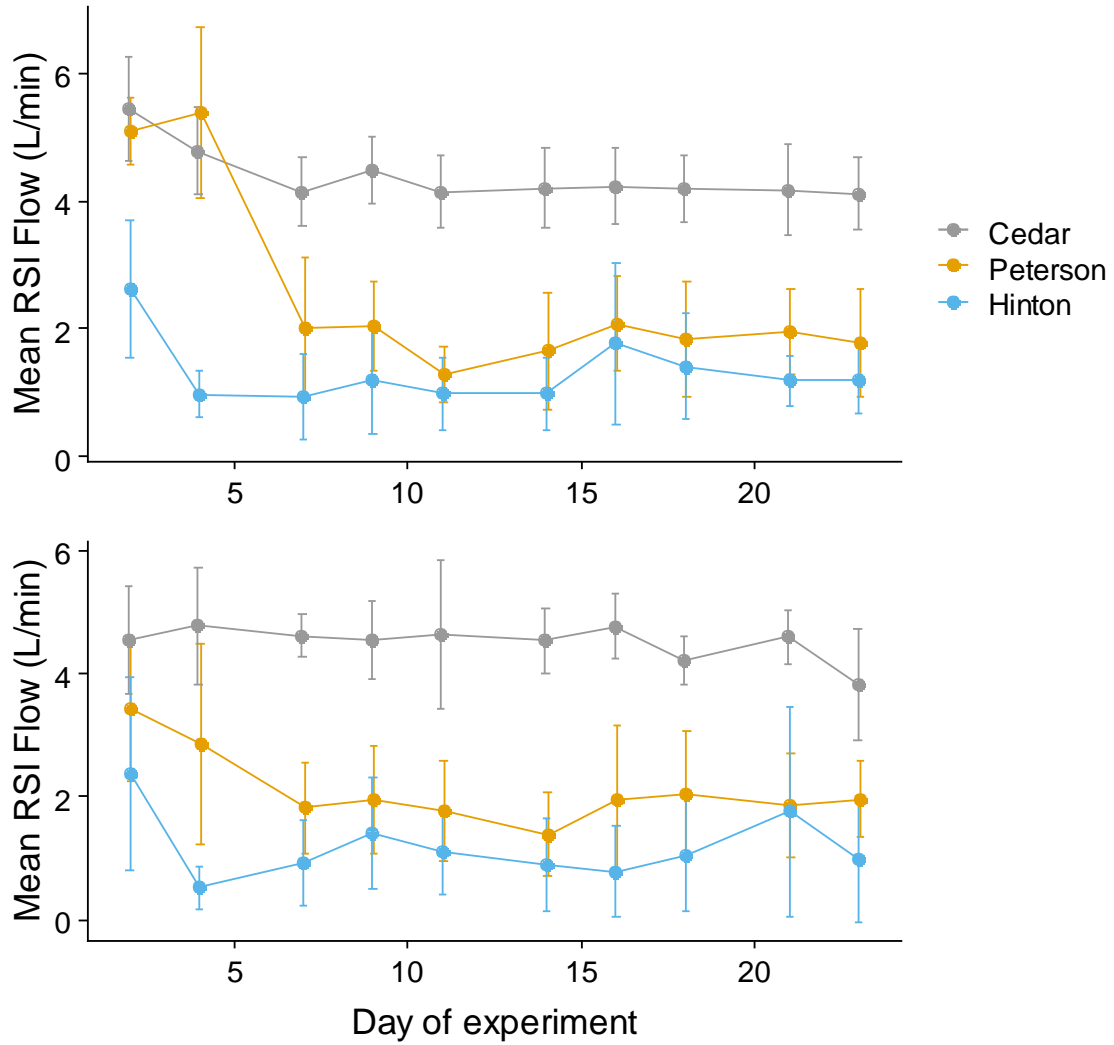 Mean RSI Flow (L/min)
6
4
2
0
5 10 15 20
Cedar
Peterson
Hinton
Mean RSI Flow (L/min)
6
4
2
0
5 10 15 20
Day of experiment